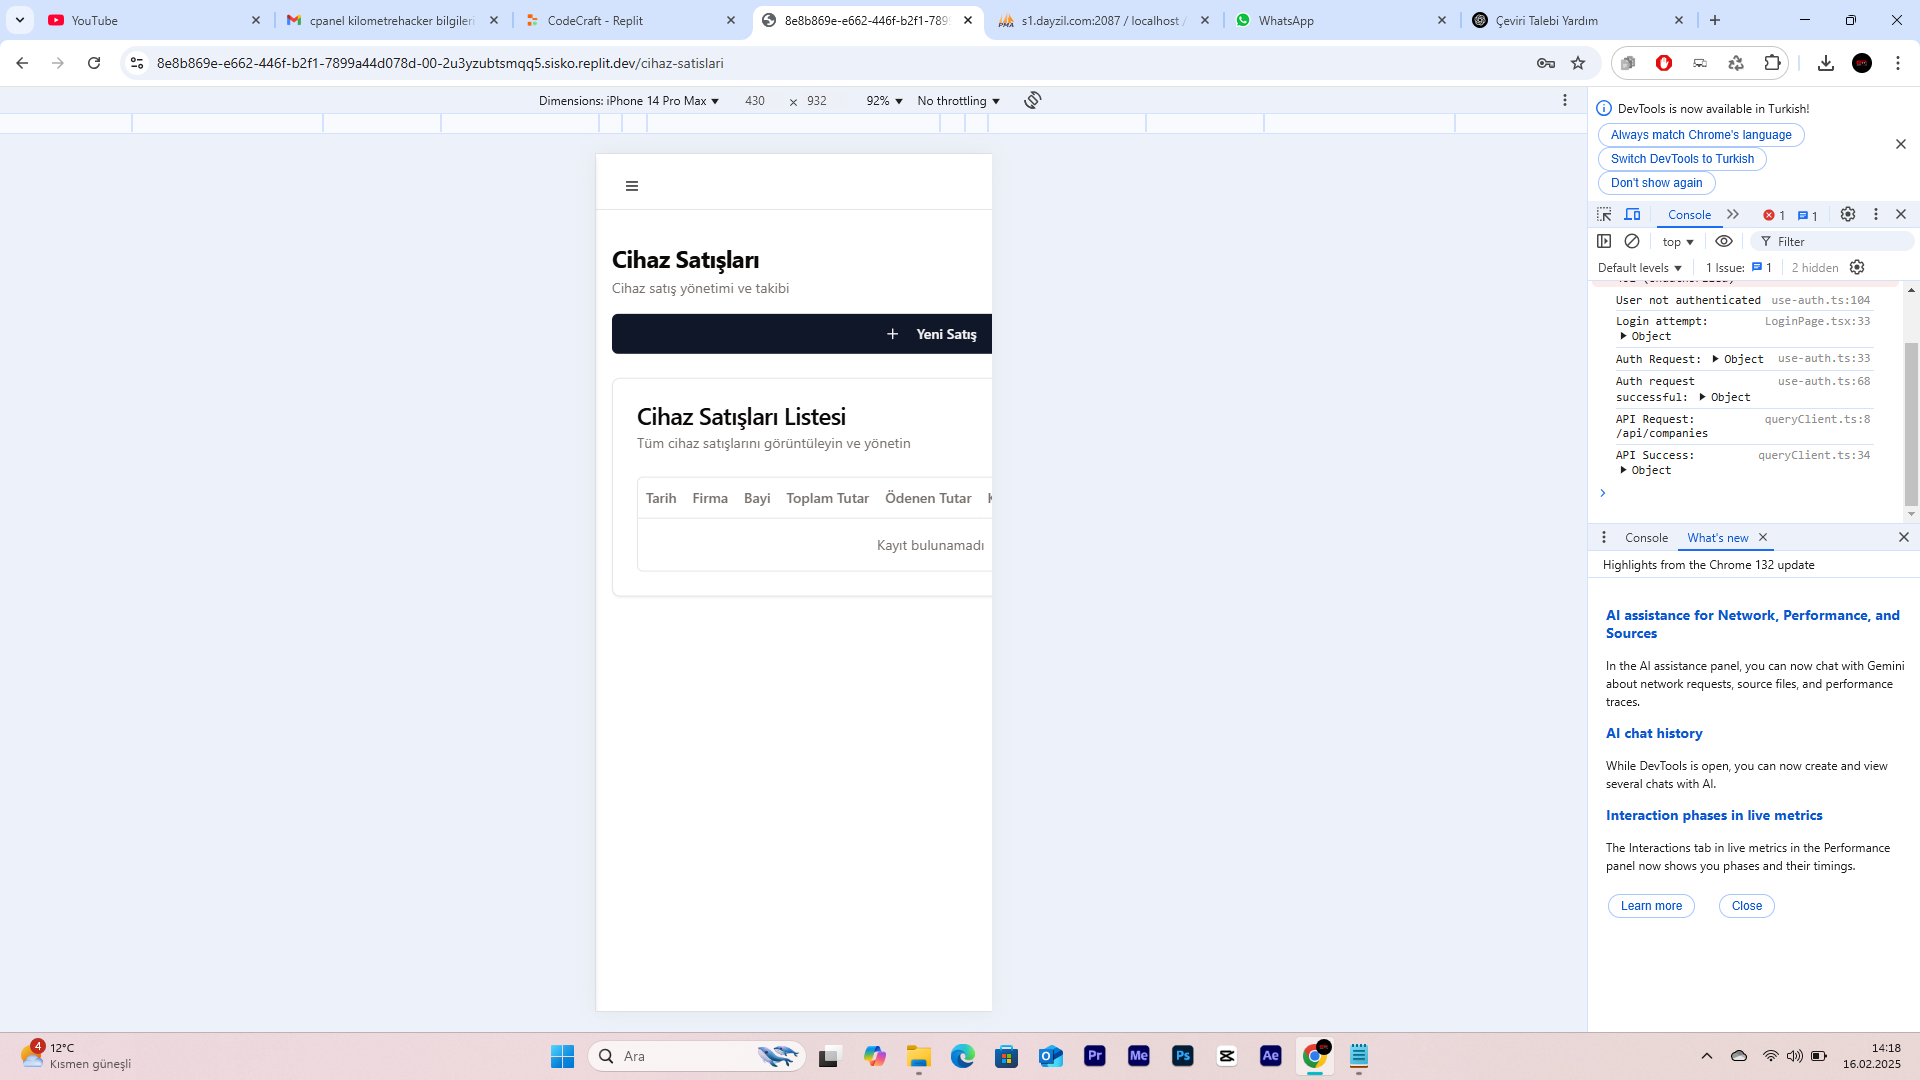 YouTube
cpanel kilometrehacker bilgileri
CodeCraft - Replit
8e8b869e-e662-446f-b2f1-789
s1.dayzil.com:2087 / localhost /
WhatsApp
Çeviri Talebi Yardım
8e8b869e-e662-446f-b2f1-7899a44d078d-00-2u3yzubtsmqq5.sisko.replit.dev/cihaz-satislari
Dimensions: iPhone 14 Pro Max
430 × 932
92%
No throttling
Cihaz Satışları
Cihaz satış yönetimi ve takibi
+ Yeni Satış
Cihaz Satışları Listesi
Tüm cihaz satışlarını görüntüleyin ve yönetin
Tarih Firma Bayi Toplam Tutar Ödenen Tutar
Kayıt bulunamadı
DevTools is now available in Turkish!
Always match Chrome's language
Switch DevTools to Turkish
Don't show again
Console
1 1
top
Filter
Default levels
1 Issue: 1
2 hidden
User not authenticated use-auth.ts:104
Login attempt: LoginPage.tsx:33
Object
Auth Request: Object use-auth.ts:33
Auth request use-auth.ts:68
successful: Object
API Request: queryClient.ts:8
/api/companies
API Success: queryClient.ts:34
Object
Console What's new
Highlights from the Chrome 132 update
AI assistance for Network, Performance, and
Sources
In the AI assistance panel, you can now chat with Gemini
about network requests, source files, and performance
traces.
AI chat history
While DevTools is open, you can now create and view
several chats with AI.
Interaction phases in live metrics
The Interactions tab in live metrics in the Performance
panel now shows you phases and their timings.
Learn more Close
4
12°C
Kısmen güneşli
Ara
Pr
Me
Ps
Ae
14:18
16.02.2025